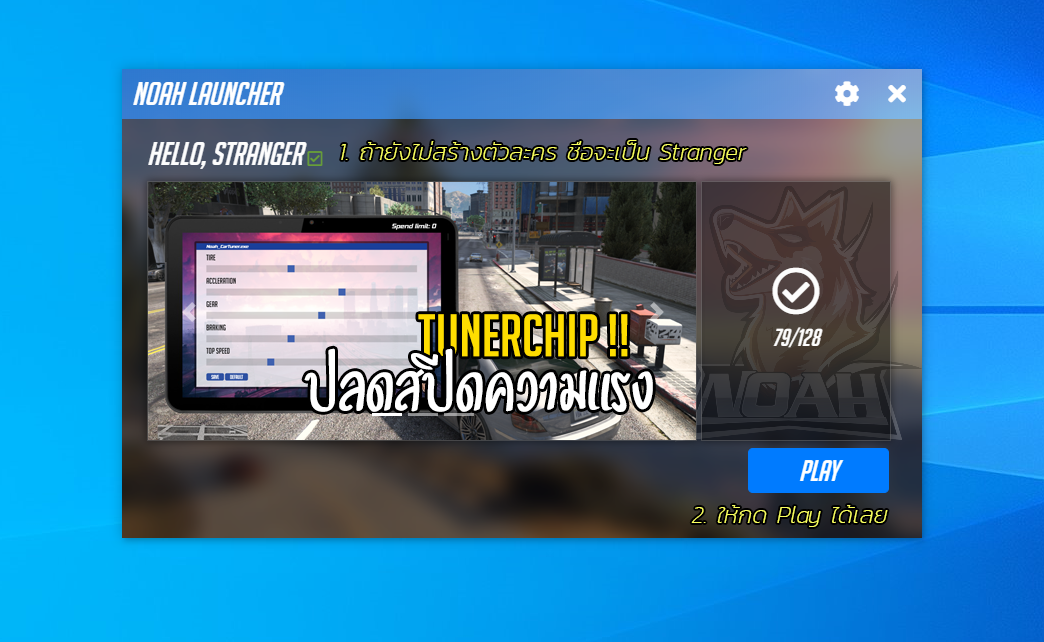 NOAH LAUNCHER
HELLO, STRANGER
1. ถ้ายังไม่สร้างตัวละคร ชื่อจะเป็น Stranger
Spend limit: 0
Noah_CarTuner.exe
TIRE
ACCLERATION
GEAR
BRAKING
TOP SPEED
SAVE DEFAULT
TUNERCHIP !!
ปลดสปีดความแรง
79/128
NOAH
PLAY
2. ให้กด Play ได้เลย